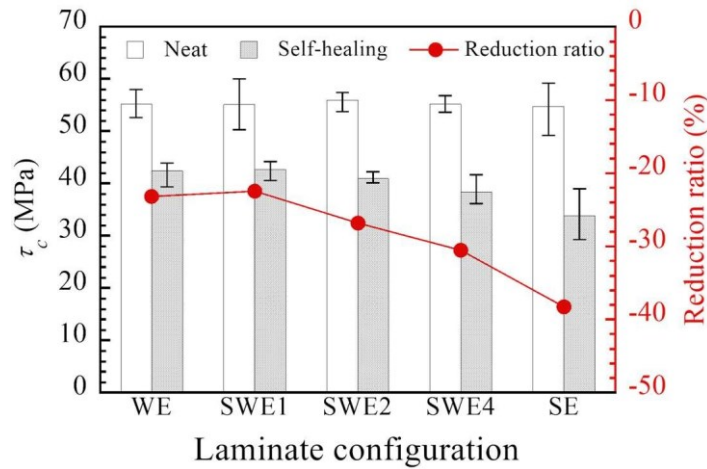 Neat Self-healing Reduction ratio
70
60
50
40
30
20
10
0
τc (MPa)
0
-10
-20
-30
-40
-50
Reduction ratio (%)
WE SWE1 SWE2 SWE4 SE
Laminate configuration